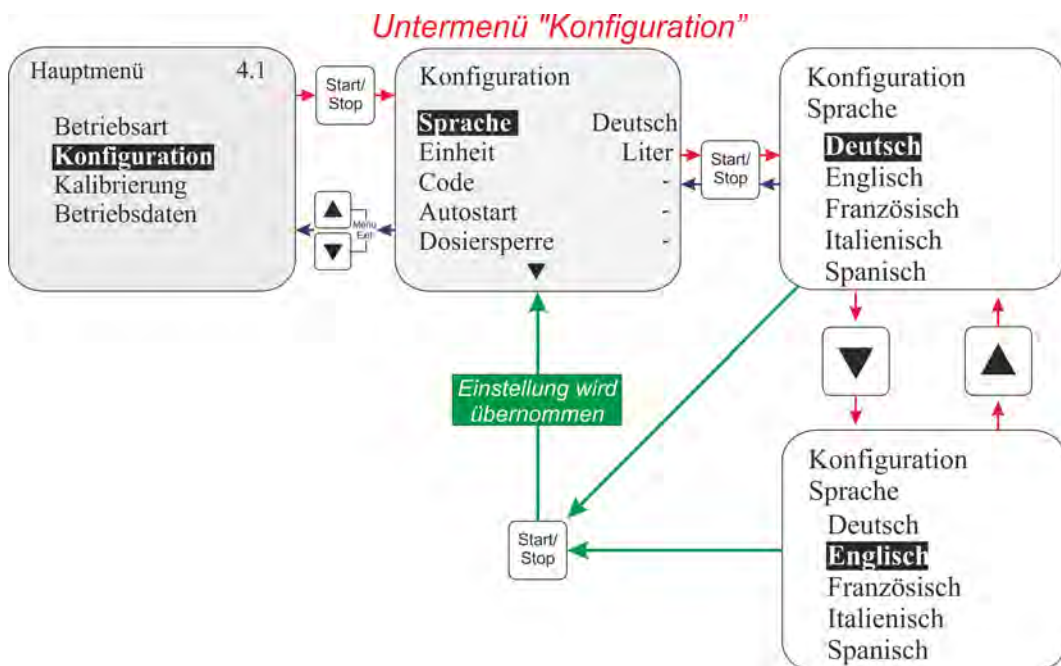 Untermenü "Konfiguration”
Hauptmenü 4.1
Betriebsart
Konfiguration
Kalibrierung
Betriebsdaten
Start/
Stop
Menu
Exit
Konfiguration
Sprache Deutsch
Einheit Liter
Code -
Autostart -
Dosiersperre -
Start/
Stop
Konfiguration
Sprache
Deutsch
Englisch
Französisch
Italienisch
Spanisch
Einstellung wird
übernommen
Start/
Stop
Konfiguration
Sprache
Deutsch
Englisch
Französisch
Italienisch
Spanisch